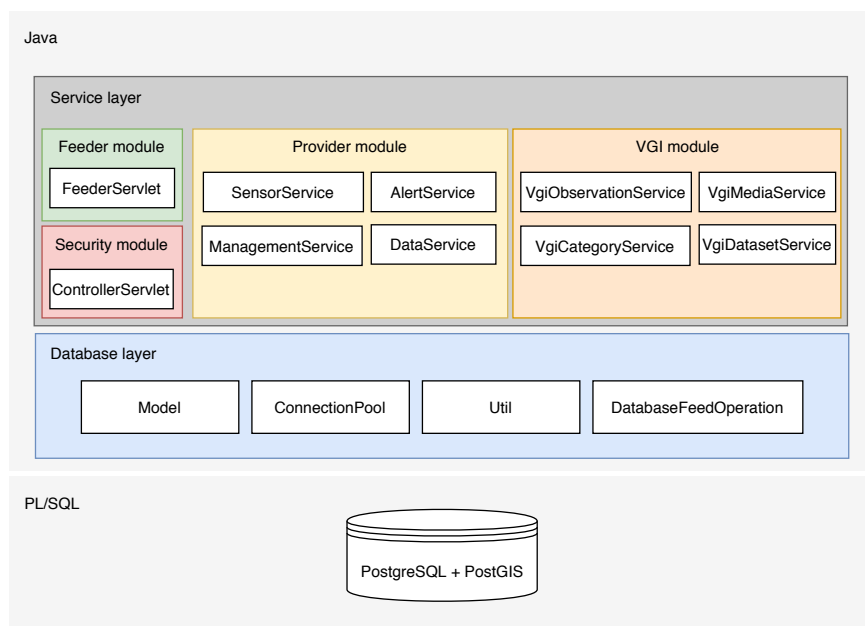 Java
Service layer
Feeder module
FeederServlet
Security module
ControllerServlet
Provider module
SensorService
AlertService
ManagementService
DataService
VGI module
VgiObservationService
VgiMediaService
VgiCategoryService
VgiDatasetService
Database layer
Model
ConnectionPool
Util
DatabaseFeedOperation
PL/SQL
PostgreSQL + PostGIS